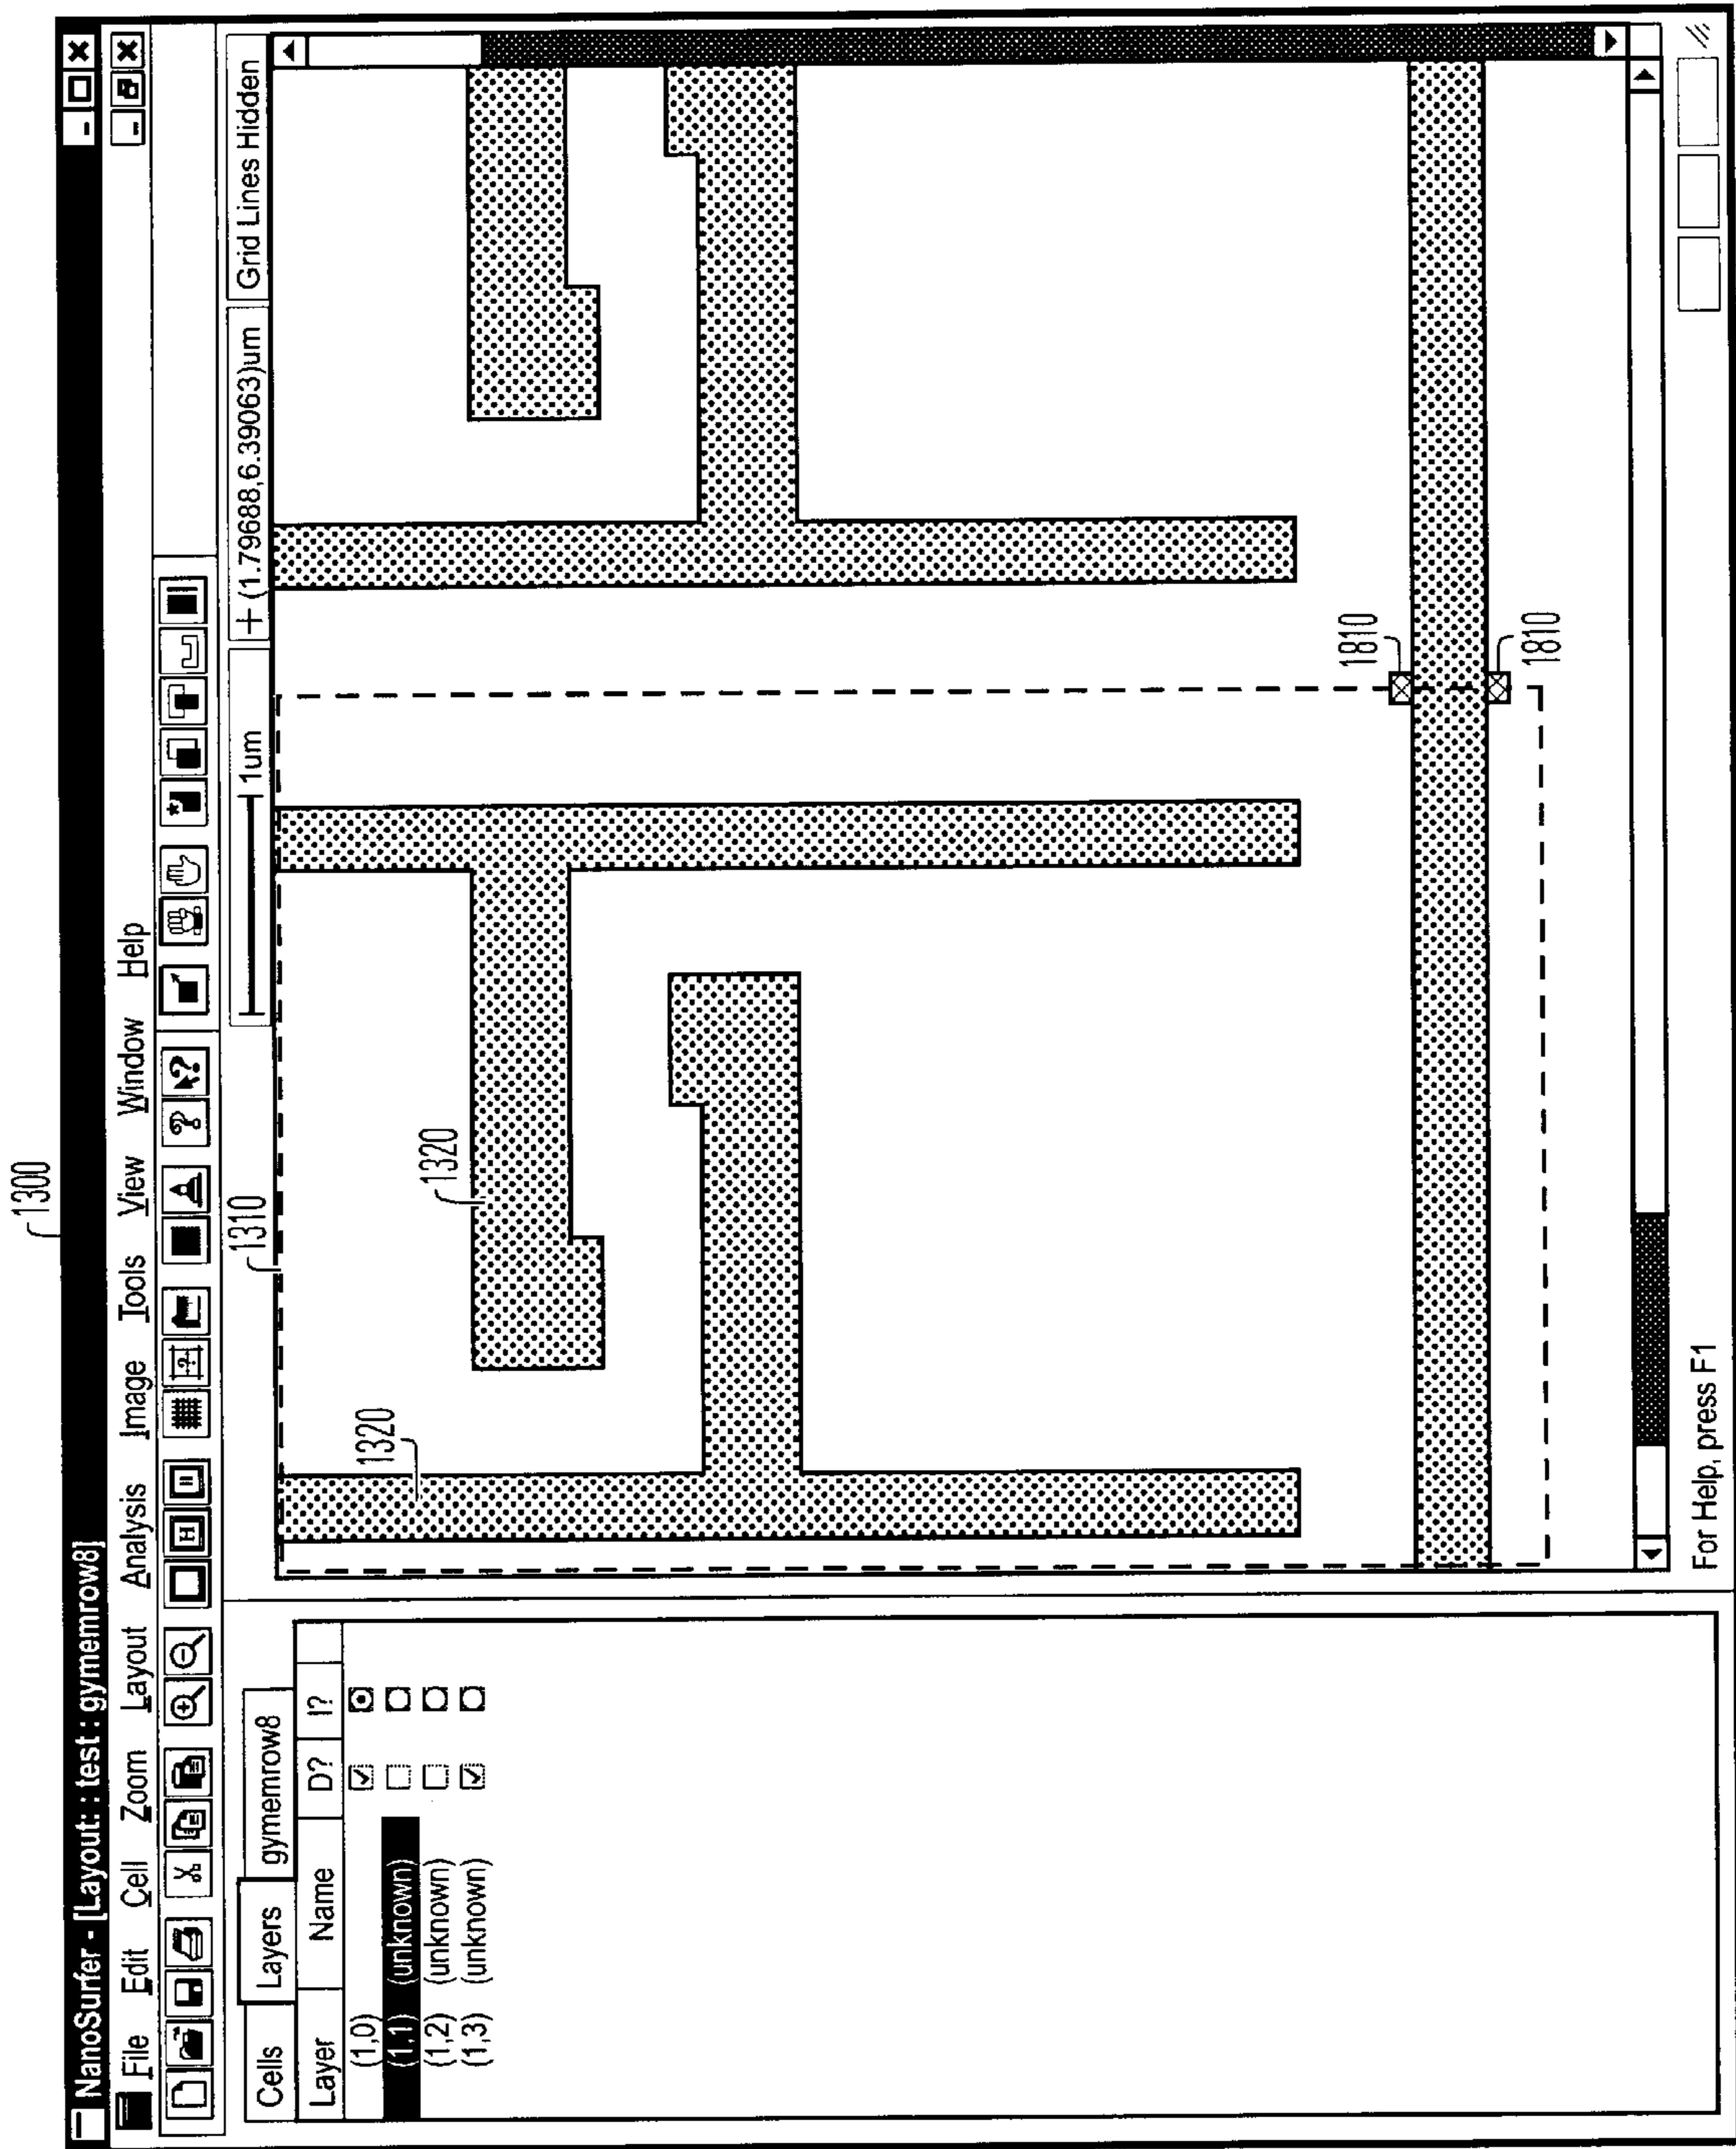 1300
NanoSurfer - [Layout: : test : gymemrow8]
File Edit Cell Zoom Layout Analysis Image Tools View Window Help
H
II
?
?
?
1310
1um
(1.79688,6.39063)um
Grid Lines Hidden
Cells Layers gymemrow8
Layer Name D? I?
(1,0)
(1,1) (unknown)
(1,2) (unknown)
(1,3) (unknown)
1320
1320
1810
1810
For Help, press F1